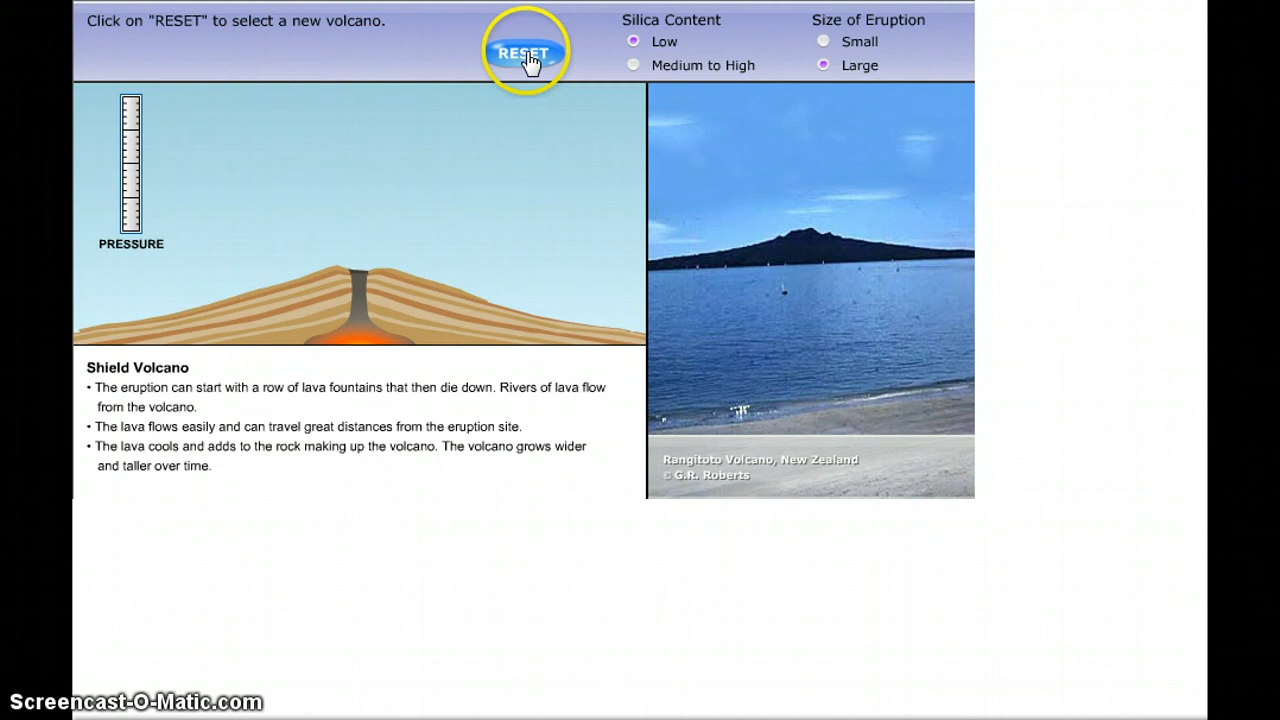 Click on "RESET" to select a new volcano.
RESET
Silica Content
Low
Medium to High
Size of Eruption
Small
Large
PRESSURE
Shield Volcano
• The eruption can start with a row of lava fountains that then die down. Rivers of lava flow
from the volcano.
• The lava flows easily and can travel great distances from the eruption site.
• The lava cools and adds to the rock making up the volcano. The volcano grows wider
and taller over time.
Rangitoto Volcano, New Zealand
© G.R. Roberts
Screencast-O-Matic.com